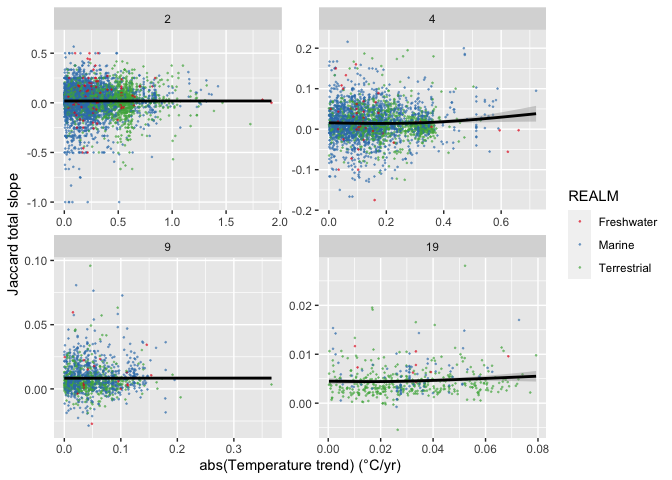 2
4
0.5
0.0
-0.5
-1.0
0.2
0.1
0.0
-0.1
-0.2
0.0 0.5 1.0 1.5 2.0
0.0 0.2 0.4 0.6
Jaccard total slope
9
19
0.10
0.05
0.00
0.02
0.01
0.00
0.0 0.1 0.2 0.3
0.00 0.02 0.04 0.06 0.08
abs(Temperature trend) (°C/yr)
REALM
Freshwater
Marine
Terrestrial